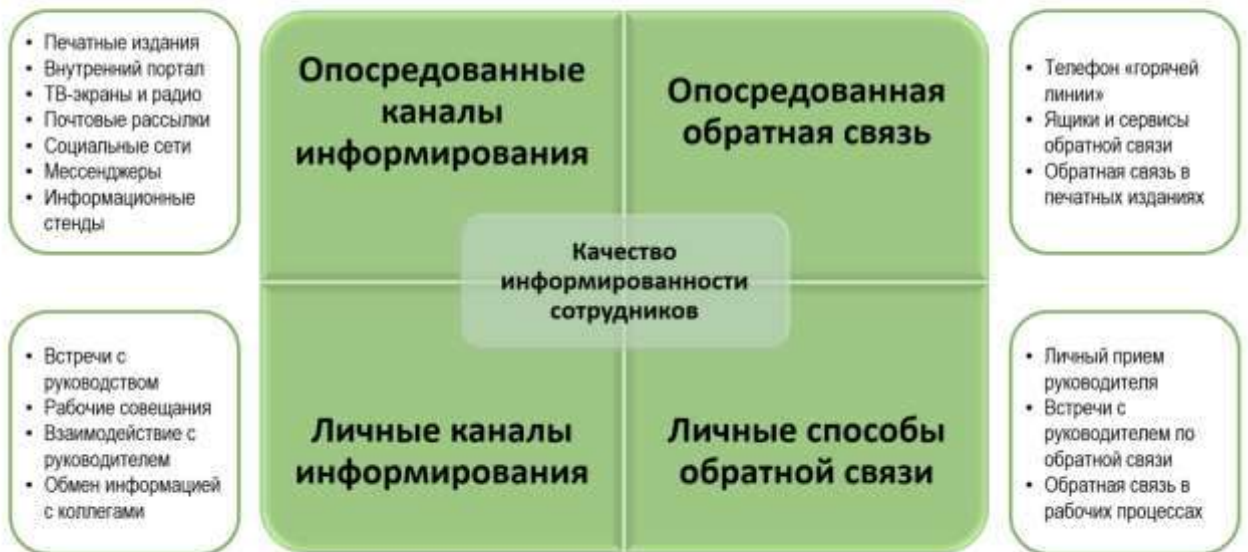 • Печатные издания
• Внутренний портал
• ТВ-экраны и радио
• Почтовые рассылки
• Социальные сети
• Мессенджеры
• Информационные
стенды
Опосредованные
каналы
информирования
Опосредованная
обратная связь
• Телефон «горячей
линии»
• Ящики и сервисы
обратной связи
• Обратная связь в
печатных изданиях
Качество
информированности
сотрудников
• Встречи с
руководством
• Рабочие совещания
• Взаимодействие с
руководителем
• Обмен информацией
с коллегами
Личные каналы
информирования
Личные способы
обратной связи
• Личный прием
руководителя
• Встречи с
руководителем по
обратной связи
• Обратная связь в
рабочих процессах